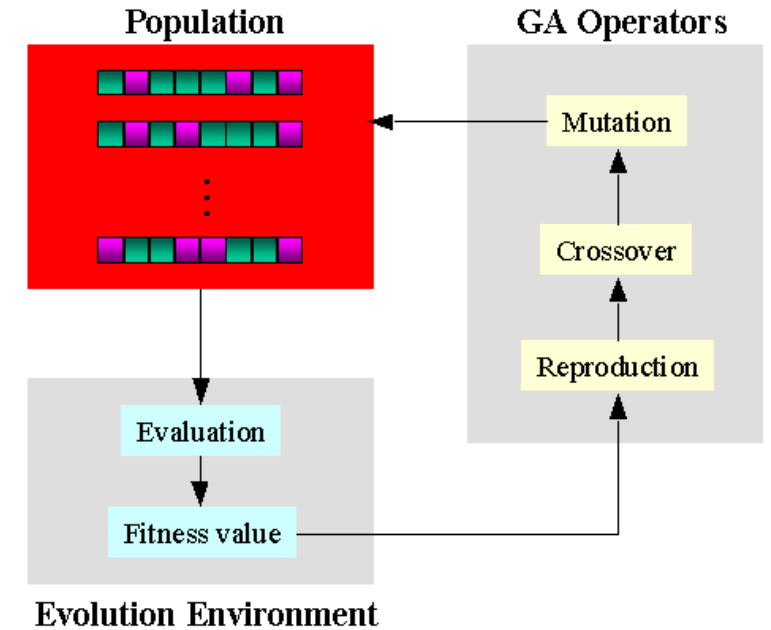 Population
GA Operators
Mutation
Crossover
Reproduction
Evaluation
Fitness value
Evolution Environment